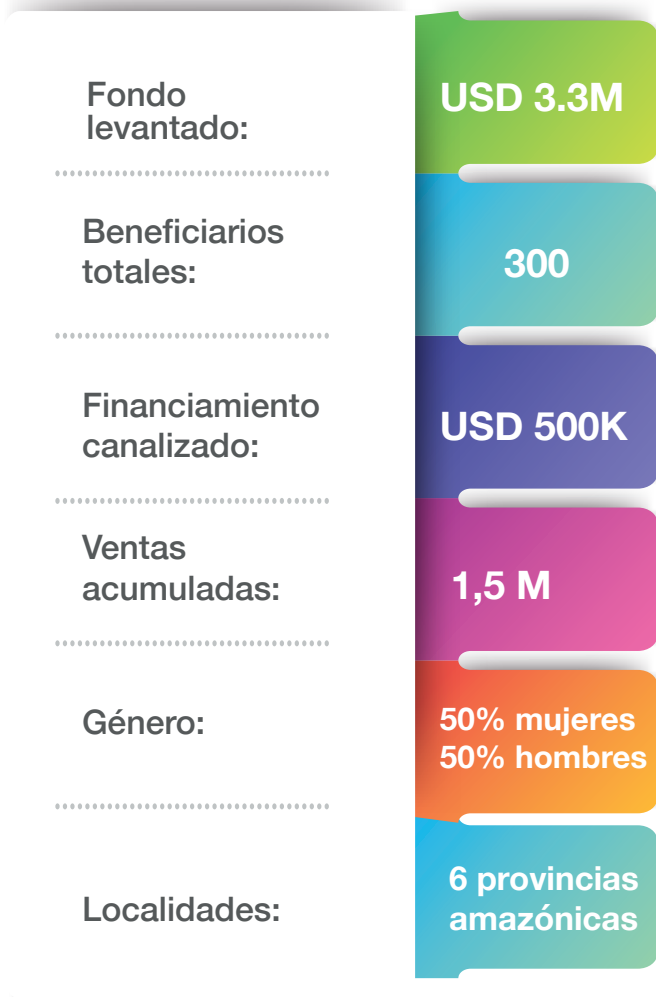 Fondo
levantado:
USD 3.3M
Beneficiarios
totales:
300
Financiamiento
canalizado:
USD 500K
Ventas
acumuladas:
1,5 M
Género:
50% mujeres
50% hombres
Localidades:
6 provincias
amazónicas